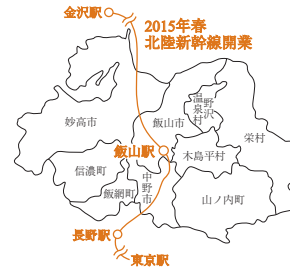 金沢駅
2015年春
北陸新幹線開業
野沢
温泉村
妙高市
飯山市
栄村
飯山駅
木島平村
信濃町
中野市
飯綱町
山ノ内町
長野駅
東京駅